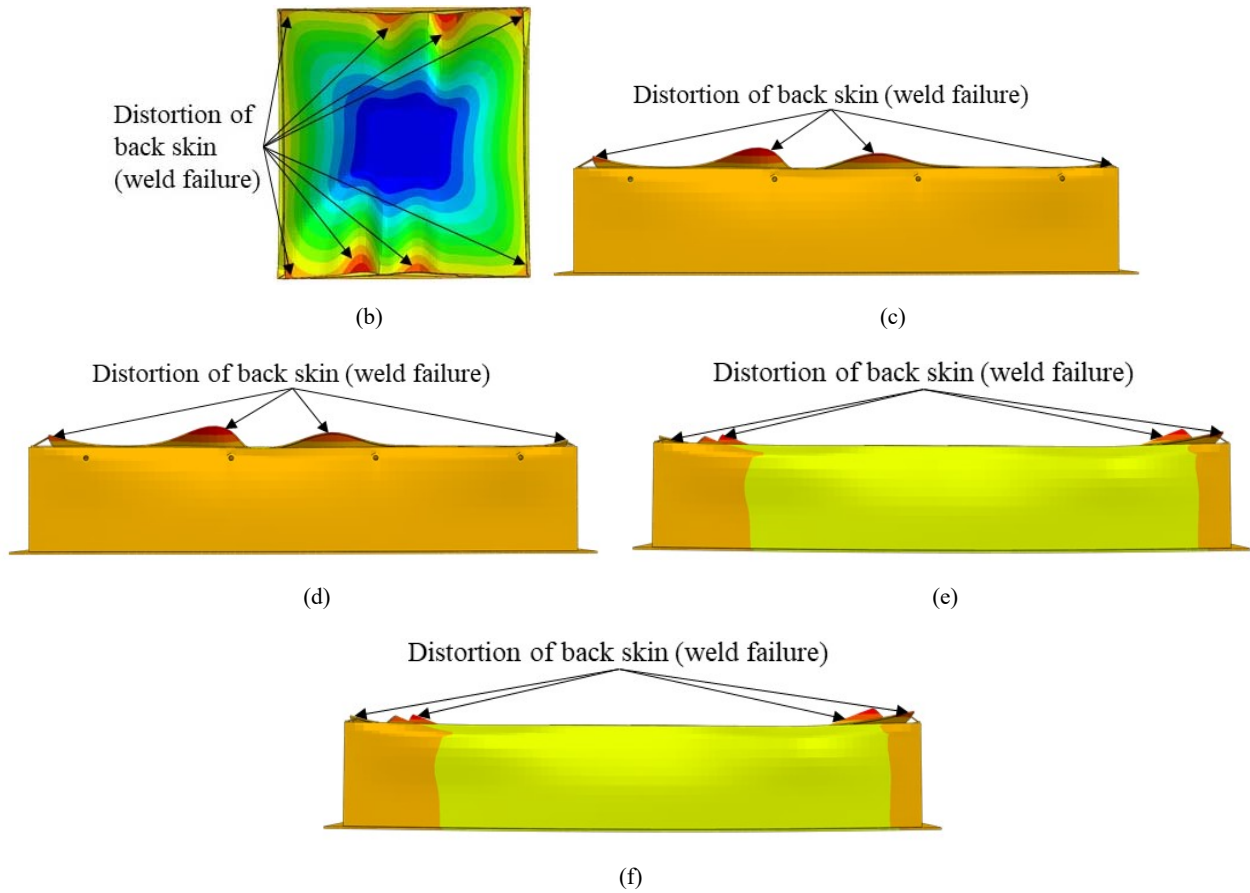 Distortion of
back skin
(weld failure)
(b)
Distortion of back skin (weld failure)
(c)
Distortion of back skin (weld failure)
(d)
Distortion of back skin (weld failure)
(e)
Distortion of back skin (weld failure)
(f)